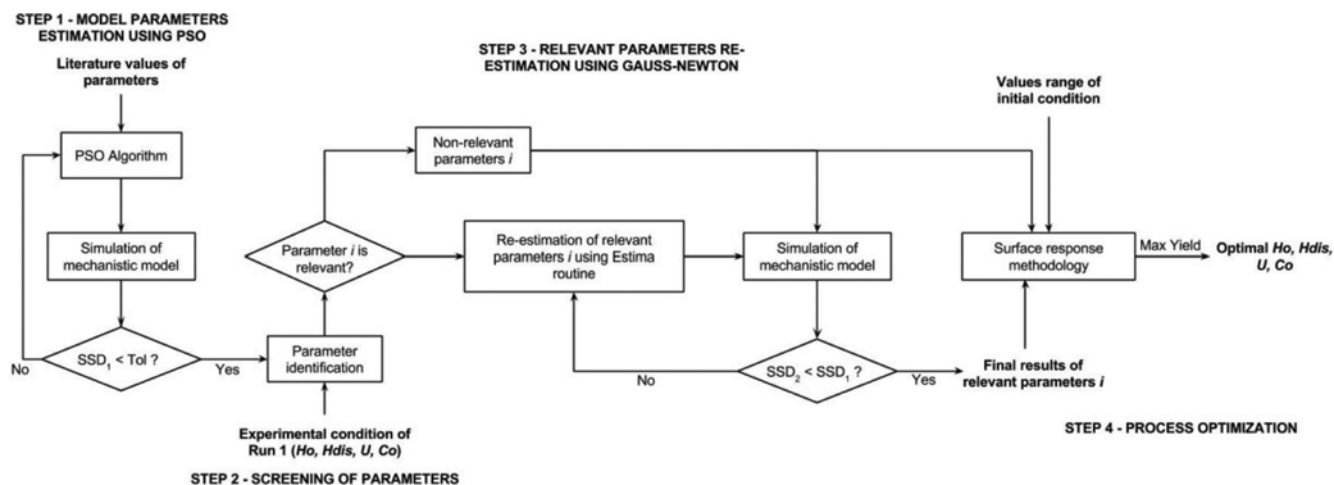 STEP 1 - MODEL PARAMETERS
ESTIMATION USING PSO
Literature values of
parameters
PSO Algorithm
Simulation of
mechanistic model
SSD1 < Tol ?
No
Yes
Parameter
identification
Experimental condition of
Run 1 (Ho, Hdis, U, Co)
STEP 2 - SCREENING OF PARAMETERS
Parameter i is
relevant?
STEP 3 - RELEVANT PARAMETERS RE-
ESTIMATION USING GAUSS-NEWTON
Non-relevant
parameters i
Re-estimation of relevant
parameters i using Estima
routine
Simulation of
mechanistic model
SSD2 < SSD1 ?
No
Yes
Final results of
relevant parameters i
Values range of
initial condition
Surface response
methodology
Max Yield
Optimal Ho, Hdis,
U, Co
STEP 4 - PROCESS OPTIMIZATION